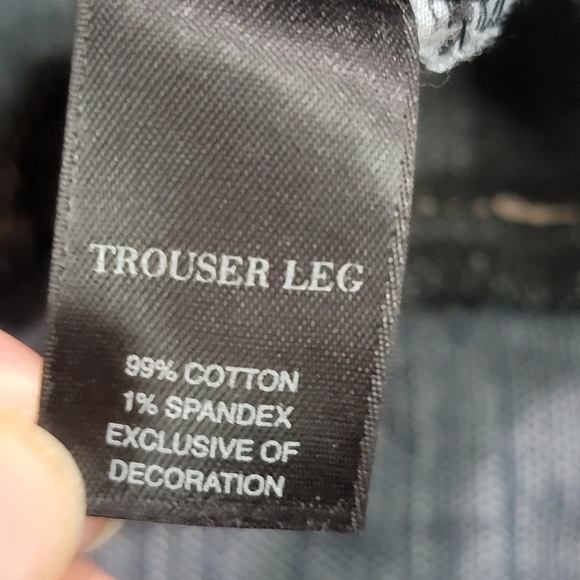 TROUSER LEG
99% COTTON
1% SPANDEX
EXCLUSIVE OF
DECORATION